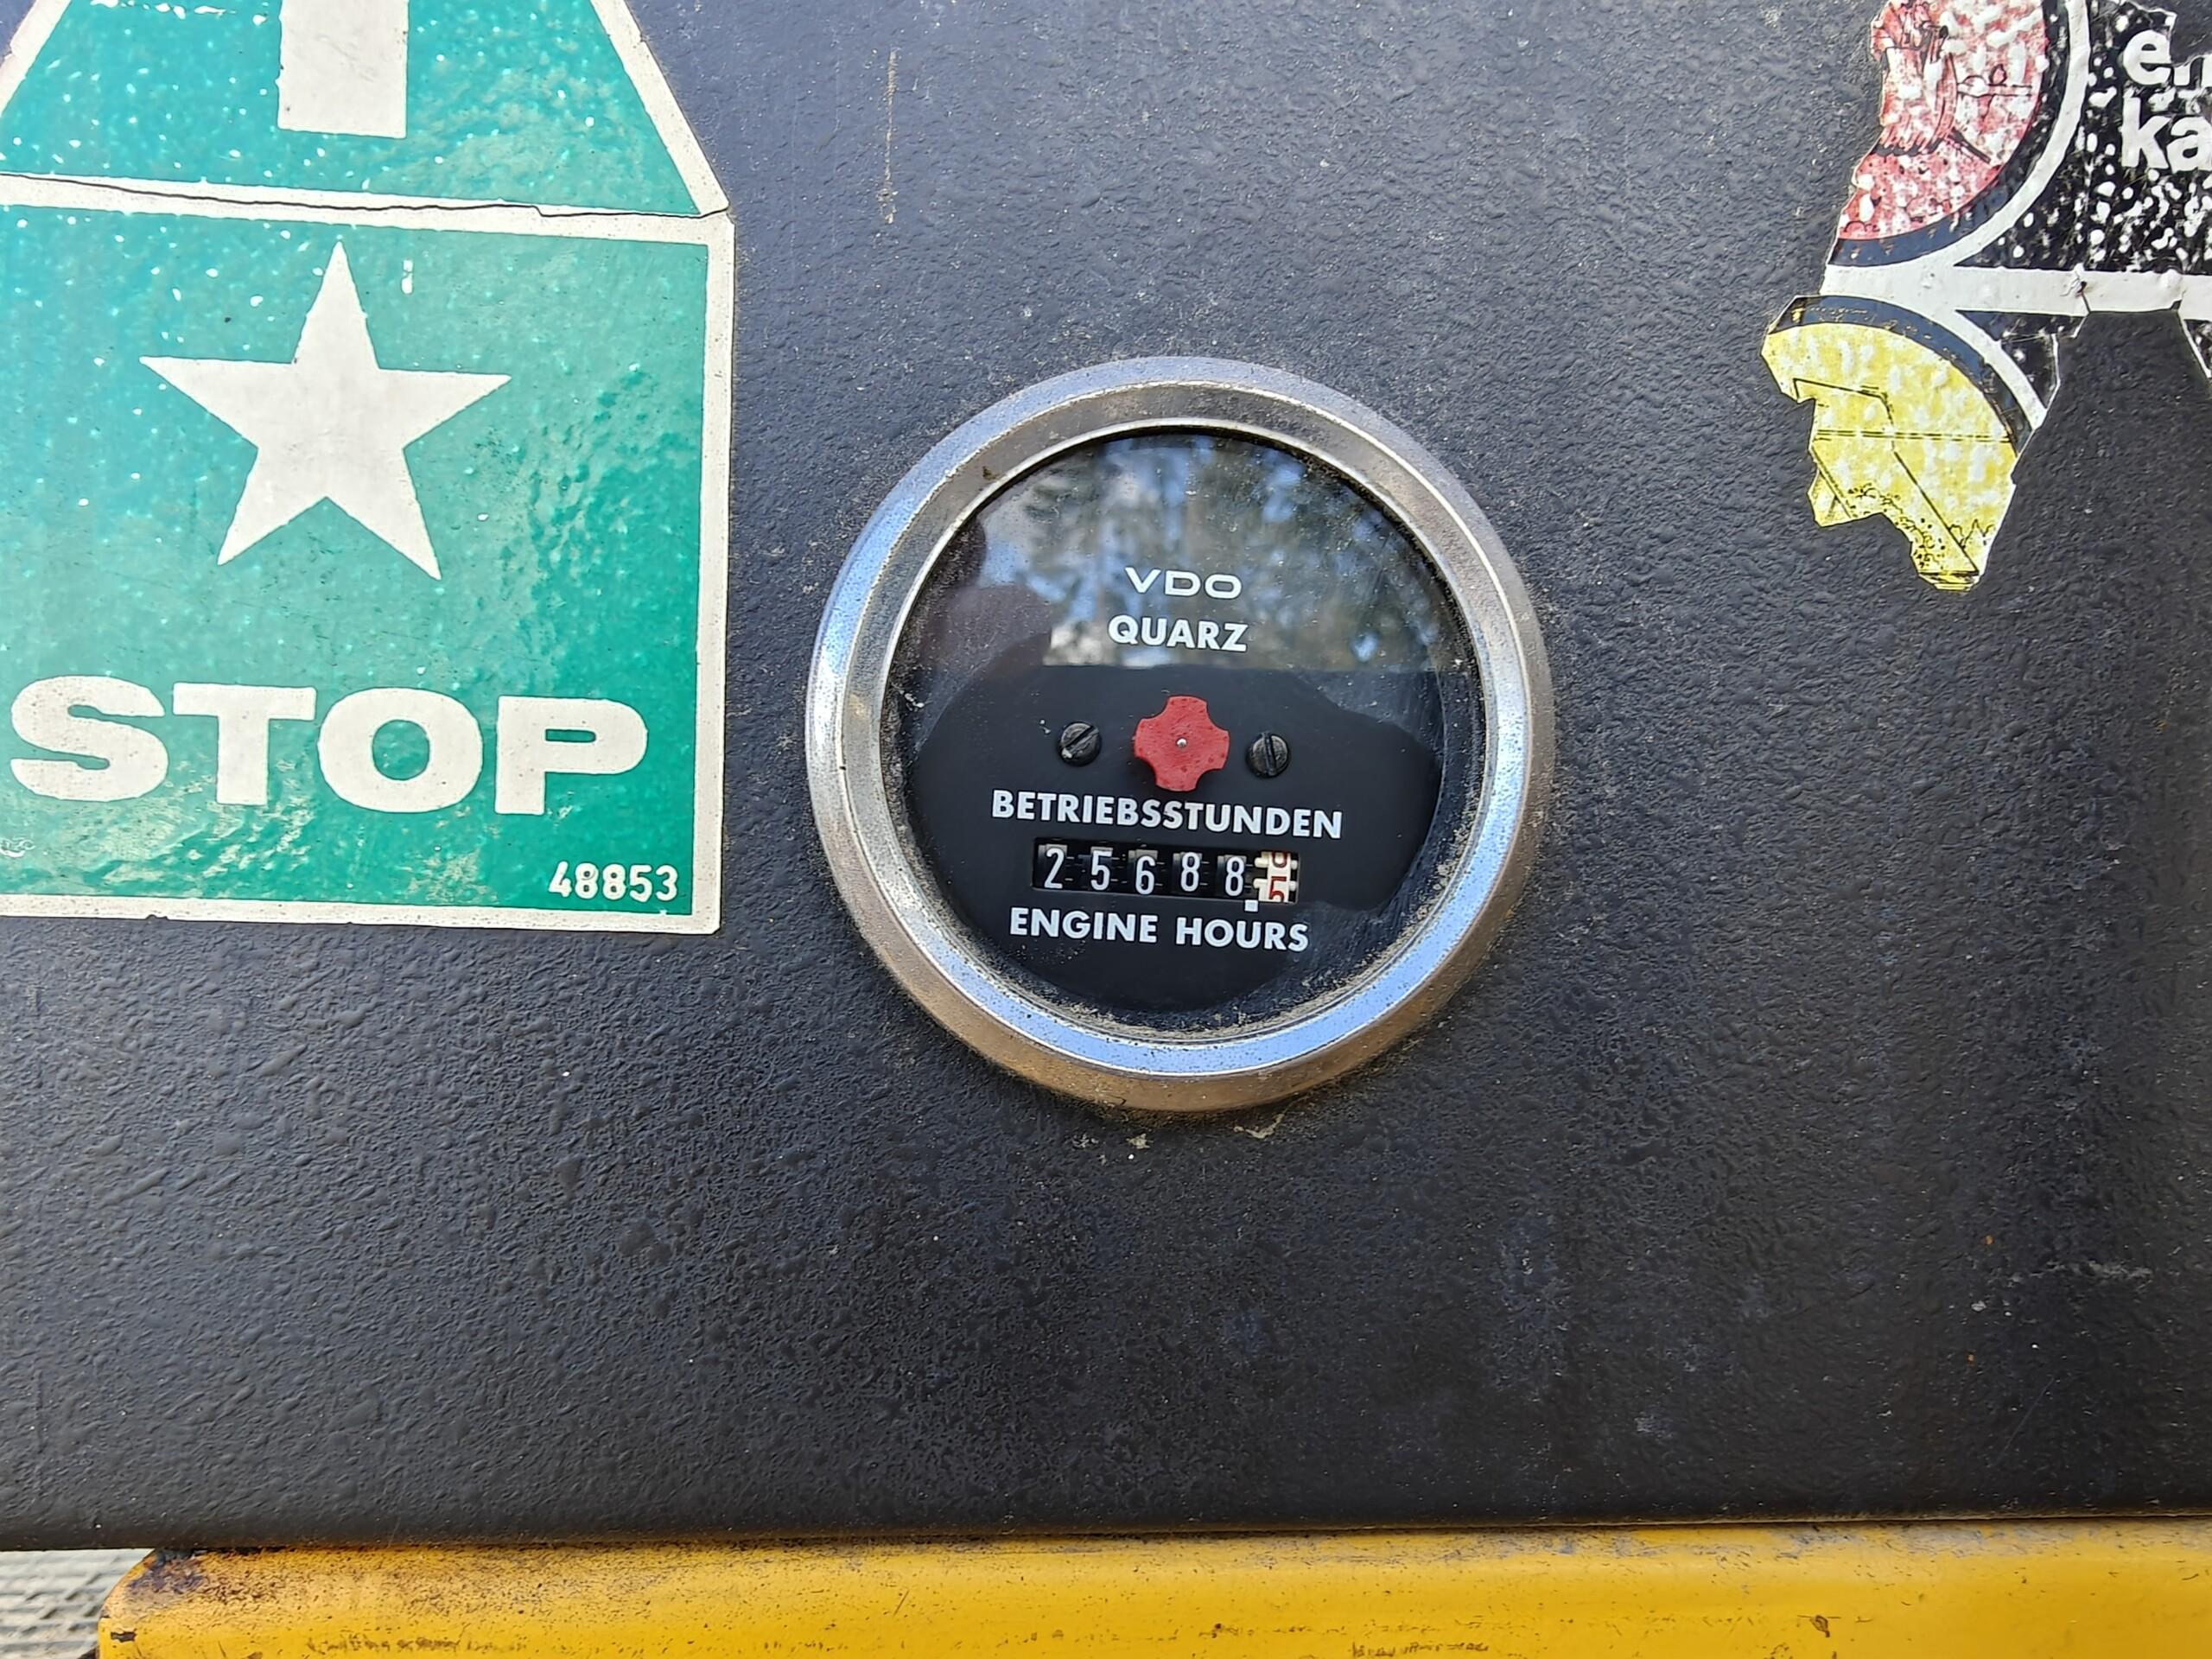 STOP
48853
VDO
QUARZ
BETRIEBSSTUNDEN
25688
ENGINE HOURS